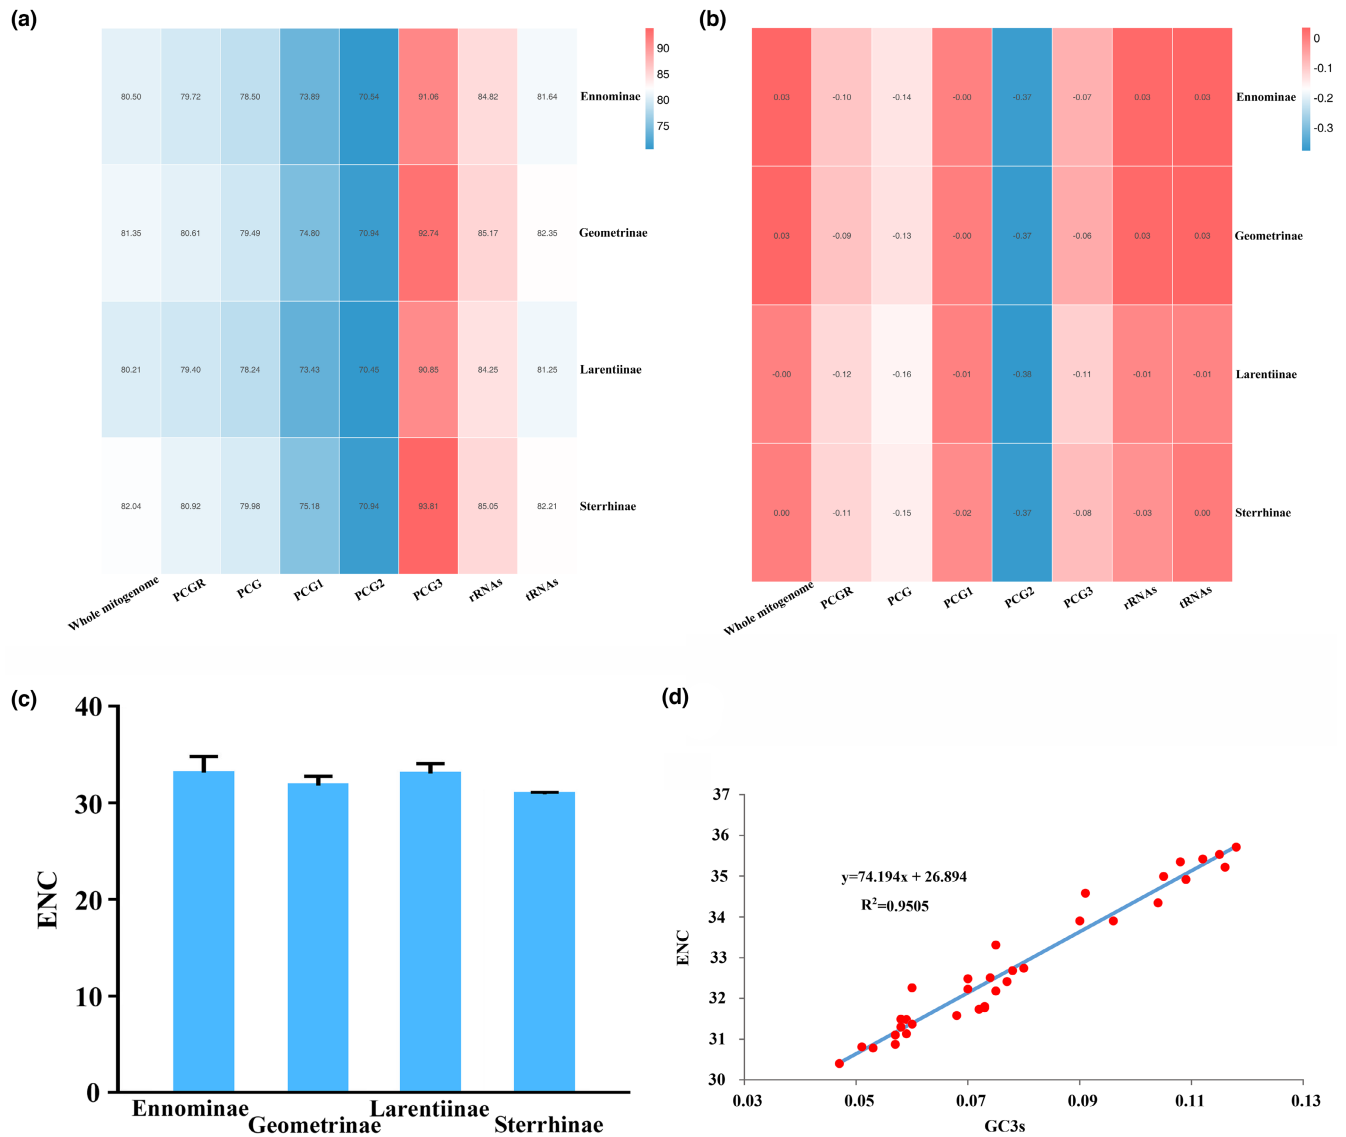 (a)
80.50 79.72 78.50 73.89 70.54 91.06 84.82 81.64 Ennominae
81.35 80.61 79.49 74.80 70.94 92.74 85.17 82.35 Geometrinae
80.21 79.40 78.24 73.43 70.45 90.85 84.25 81.25 Larentiinae
82.04 80.92 79.98 75.18 70.94 93.81 85.05 82.21 Sterrhinae
Whole mitogenome PCGR PCG PCG1 PCG2 PCG3 rRNAs tRNAs
90
85
80
75
(b)
0.03 -0.10 -0.14 -0.00 -0.37 -0.07 0.03 0.03 Ennominae
0.03 -0.09 -0.13 -0.00 -0.37 -0.06 0.03 0.03 Geometrinae
-0.00 -0.12 -0.16 -0.01 -0.38 -0.11 -0.01 -0.01 Larentiinae
0.00 -0.11 -0.15 -0.02 -0.37 -0.08 -0.03 0.00 Sterrhinae
Whole mitogenome PCGR PCG PCG1 PCG2 PCG3 rRNAs tRNAs
0
-0.1
-0.2
-0.3
(c)
ENC
40
30
20
10
0
Ennominae Geometrinae Larentiinae Sterrhinae
(d)
ENC
37
36
35
34
33
32
31
30
y=74.194x + 26.894
R²=0.9505
0.03 0.05 0.07 0.09 0.11 0.13
GC3s